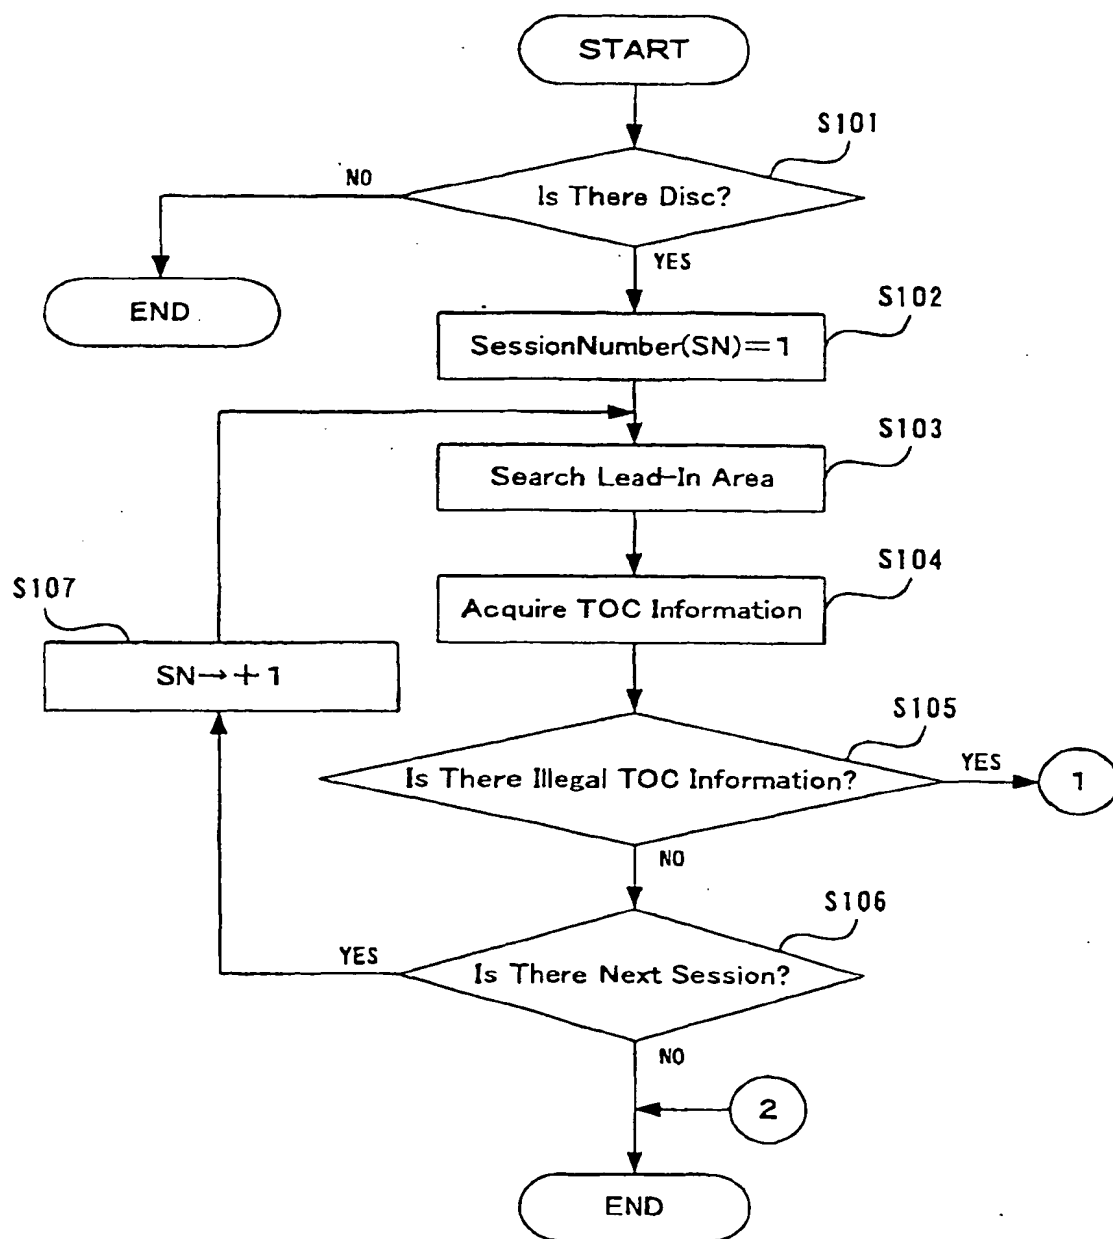 START
S101
NO
Is There Disc?
YES
END
S102
SessionNumber(SN)=1
S103
Search Lead-In Area
S104
Acquire TOC Information
S107
SN→+1
S105
Is There Illegal TOC Information?
YES
1
NO
S106
YES
Is There Next Session?
NO
2
END